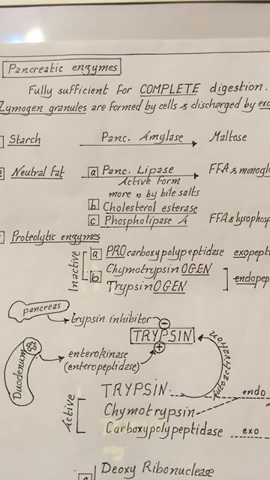 Pancreatic enzymes
Fully sufficient for COMPLETE digestion.
Zymogen granules are formed by cells & discharged by exo
Starch Panc. Amylase Maltose
Neutral Fat a Panc. Lipase FFA & monogl
Active form
more by bile salts
b Cholesterol esterase
c Phospholipase A FFA & lysophosp
Proteolytic enzymes
Inactive
a PROcarboxypolypeptidase exopeptid
b ChymotrypsinOGEN endopep
TrypsinOGEN
pancreas
trypsin inhibitor
TRYPSIN
Duodenum
enterokinase
(enteropeptidase)
autoactivation
Active
TRYPSIN endo
Chymotrypsin
Carboxypolypeptidase exo
Deoxy Ribonuclease